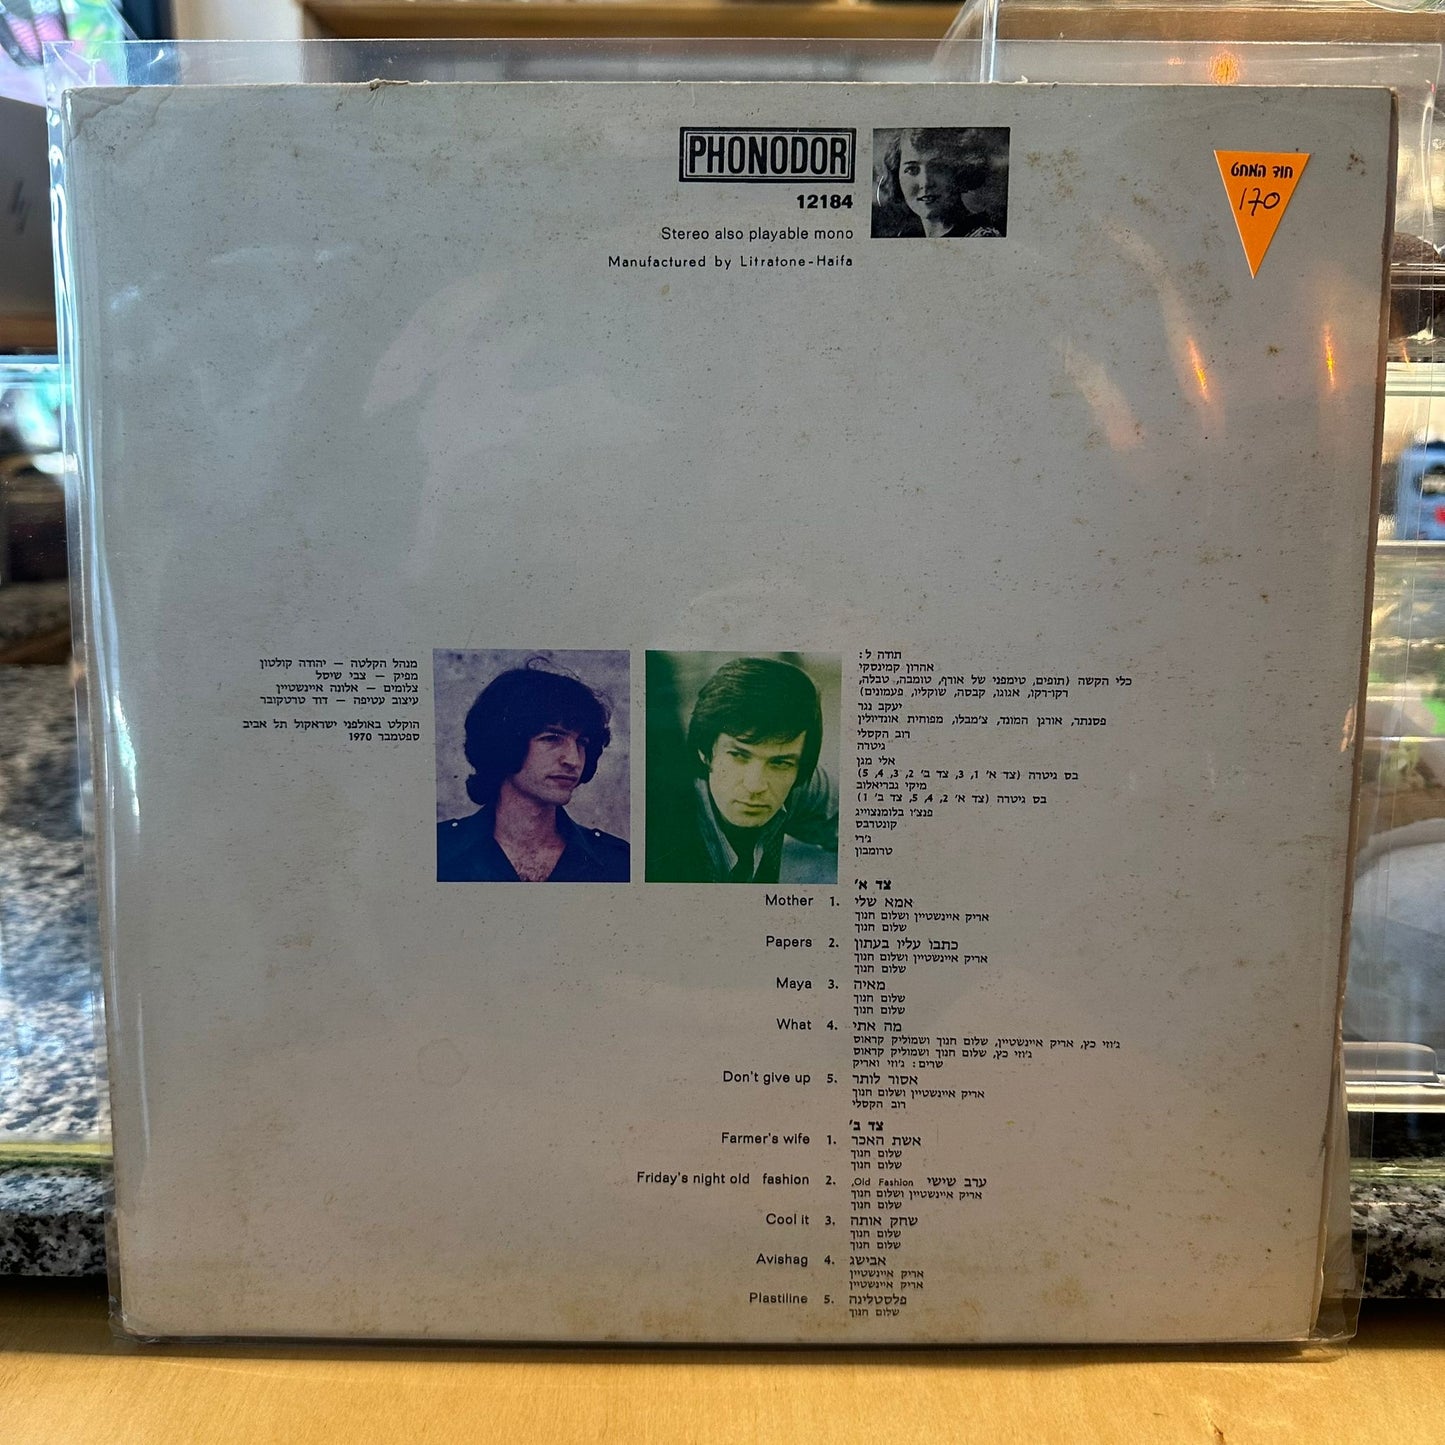 PHONODOR
12184
Stereo also playable mono
Manufactured by Litratone-Haifa
חוד המחט
170
מנהל הקלטה — יהודה קולטון
מפיק — צבי שיסל
צלומים — אלונה איינשטיין
עיצוב עטיפה — דוד טרטקובר
הוקלט באולפני ישראקול תל אביב
ספטמבר 1970
תודה ל:
אהרון קמינסקי
כלי הקשה (תופים, טימפני של אורף, טומבה, טבלה,
רקו-רקו, אגוגו, קבסה, שוקליו, פעמונים)
יעקב נגר
פסנתר, אורגן המונד, צ'מבלו, מפוחית אונדיולין
רוב הקסלי
גיטרה
אלי מגן
בס גיטרה (צד א' 1, 3, צד ב' 2, 3, 4, 5)
מיקי גבריאלוב
בס גיטרה (צד א' 2, 4, 5, צד ב' 1)
פנצ'ו בלומנצוייג
קונטרבס
ג'רי
טרומבון
צד א'
Mother 1. אמא שלי
אריק איינשטיין ושלום חנוך
שלום חנוך
Papers 2. כתבו עליו בעתון
אריק איינשטיין ושלום חנוך
שלום חנוך
Maya 3. מאיה
שלום חנוך
שלום חנוך
What 4. מה אתי
ג'וזי כץ, אריק איינשטיין, שלום חנוך ושמוליק קראוס
ג'וזי כץ, שלום חנוך ושמוליק קראוס
שרים: ג'וזי ואריק
Don't give up 5. אסור לותר
אריק איינשטיין ושלום חנוך
רוב הקסלי
צד ב'
Farmer's wife 1. אשת האכר
שלום חנוך
שלום חנוך
Friday's night old fashion 2. ערב שישי Old Fashion,
אריק איינשטיין ושלום חנוך
שלום חנוך
Cool it 3. שחק אותה
שלום חנוך
שלום חנוך
Avishag 4. אבישג
אריק איינשטיין
אריק איינשטיין
Plastiline 5. פלסטלינה
שלום חנוך